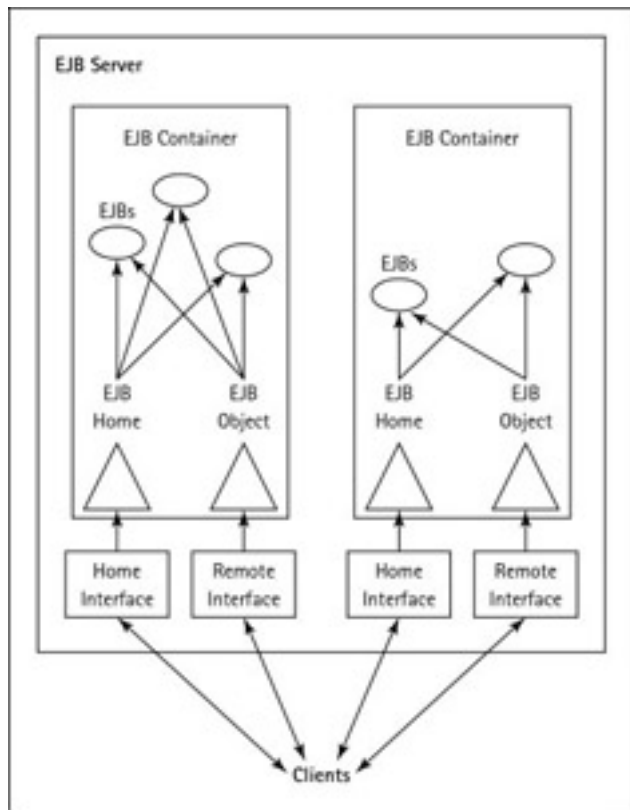 EJB Server
EJB Container
EJB Container
EJBs
EJBs
EJB
Home
EJB
Object
EJB
Home
EJB
Object
Home
Interface
Remote
Interface
Home
Interface
Remote
Interface
Clients